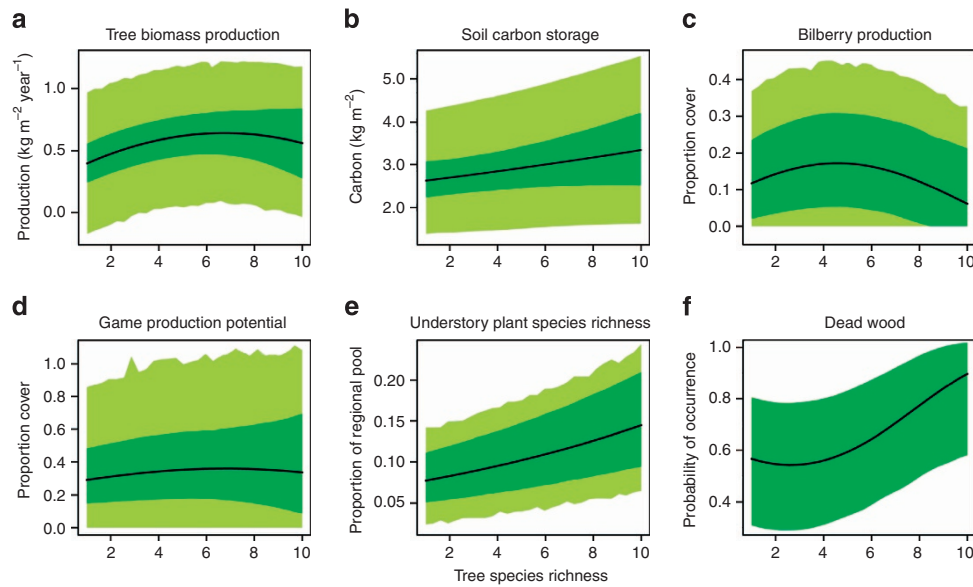 a
Tree biomass production
Production (kg m⁻² year⁻¹)
1.0
0.5
0.0
2 4 6 8 10
b
Soil carbon storage
Carbon (kg m⁻²)
5.0
4.0
3.0
2.0
2 4 6 8 10
c
Bilberry production
Proportion cover
0.4
0.3
0.2
0.1
0.0
2 4 6 8 10
d
Game production potential
Proportion cover
1.0
0.8
0.6
0.4
0.2
0.0
2 4 6 8 10
e
Understory plant species richness
Proportion of regional pool
0.20
0.15
0.10
0.05
2 4 6 8 10
Tree species richness
f
Dead wood
Probability of occurrence
1.0
0.8
0.6
0.4
2 4 6 8 10